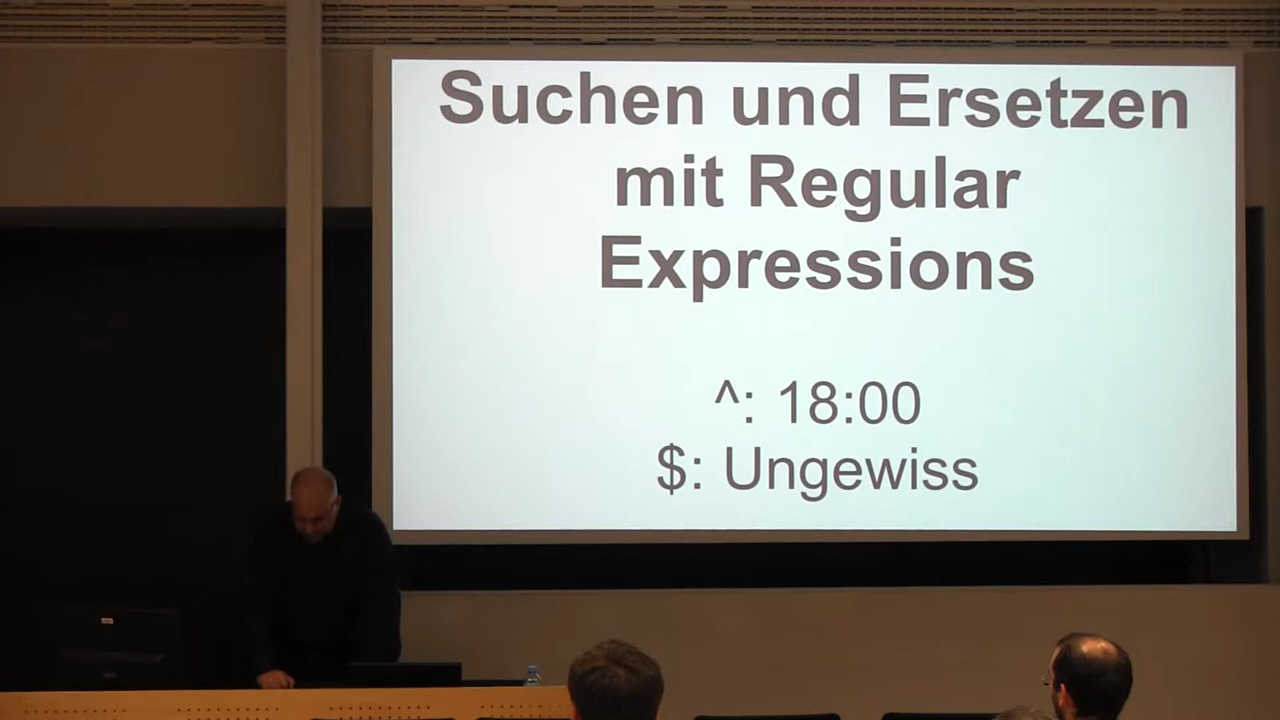 Suchen und Ersetzen
mit Regular
Expressions
^: 18:00
$: Ungewiss